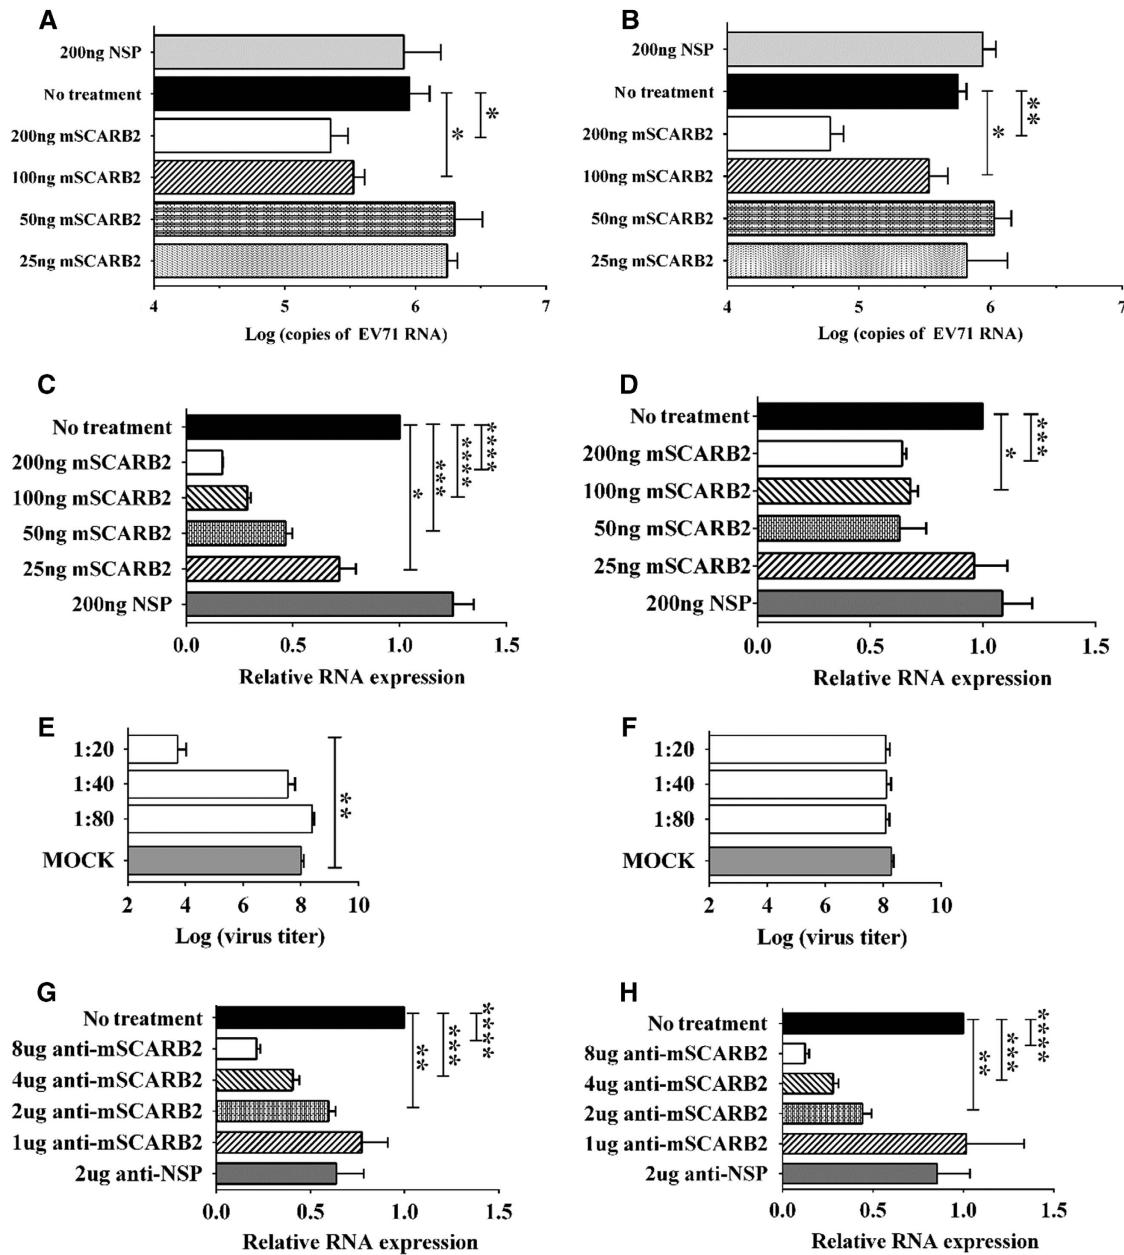 A
200ng NSP
No treatment
200ng mSCARB2
100ng mSCARB2
50ng mSCARB2
25ng mSCARB2
*
*
4 5 6 7
Log (copies of EV71 RNA)
B
200ng NSP
No treatment
200ng mSCARB2
100ng mSCARB2
50ng mSCARB2
25ng mSCARB2
*
**
4 5 6 7
Log (copies of EV71 RNA)
C
No treatment
200ng mSCARB2
100ng mSCARB2
50ng mSCARB2
25ng mSCARB2
200ng NSP
*
***
****
****
0.0 0.5 1.0 1.5
Relative RNA expression
D
No treatment
200ng mSCARB2
100ng mSCARB2
50ng mSCARB2
25ng mSCARB2
200ng NSP
*
***
0.0 0.5 1.0 1.5
Relative RNA expression
E
1:20
1:40
1:80
MOCK
**
2 4 6 8 10
Log (virus titer)
F
1:20
1:40
1:80
MOCK
2 4 6 8 10
Log (virus titer)
G
No treatment
8ug anti-mSCARB2
4ug anti-mSCARB2
2ug anti-mSCARB2
1ug anti-mSCARB2
2ug anti-NSP
**
***
****
0.0 0.5 1.0 1.5
Relative RNA expression
H
No treatment
8ug anti-mSCARB2
4ug anti-mSCARB2
2ug anti-mSCARB2
1ug anti-mSCARB2
2ug anti-NSP
**
***
****
0.0 0.5 1.0 1.5
Relative RNA expression